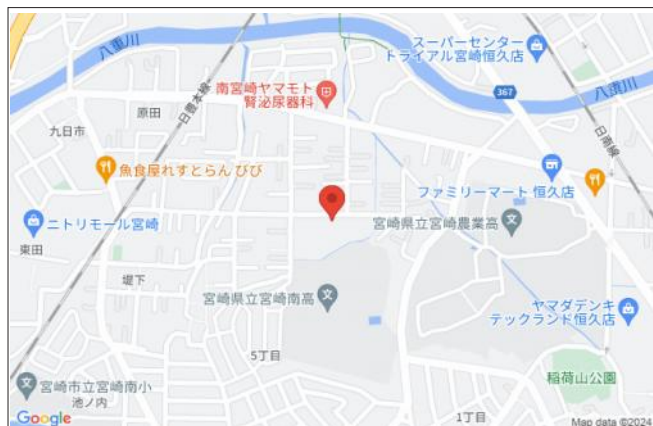 スーパーセンター
トライアル宮崎恒久店
八重川
南宮崎ヤマモト
腎泌尿器科
日豊本線
原田
367
八重川
九日市
日南線
魚食屋れすとらん びび
ファミリーマート 恒久店
ニトリモール宮崎
宮崎県立宮崎農業高
東田
堤下
宮崎県立宮崎南高
ヤマダデンキ
テックランド恒久店
5丁目
宮崎市立宮崎南小
池ノ内
稲荷山公園
Google
1丁目
Map data ©2024